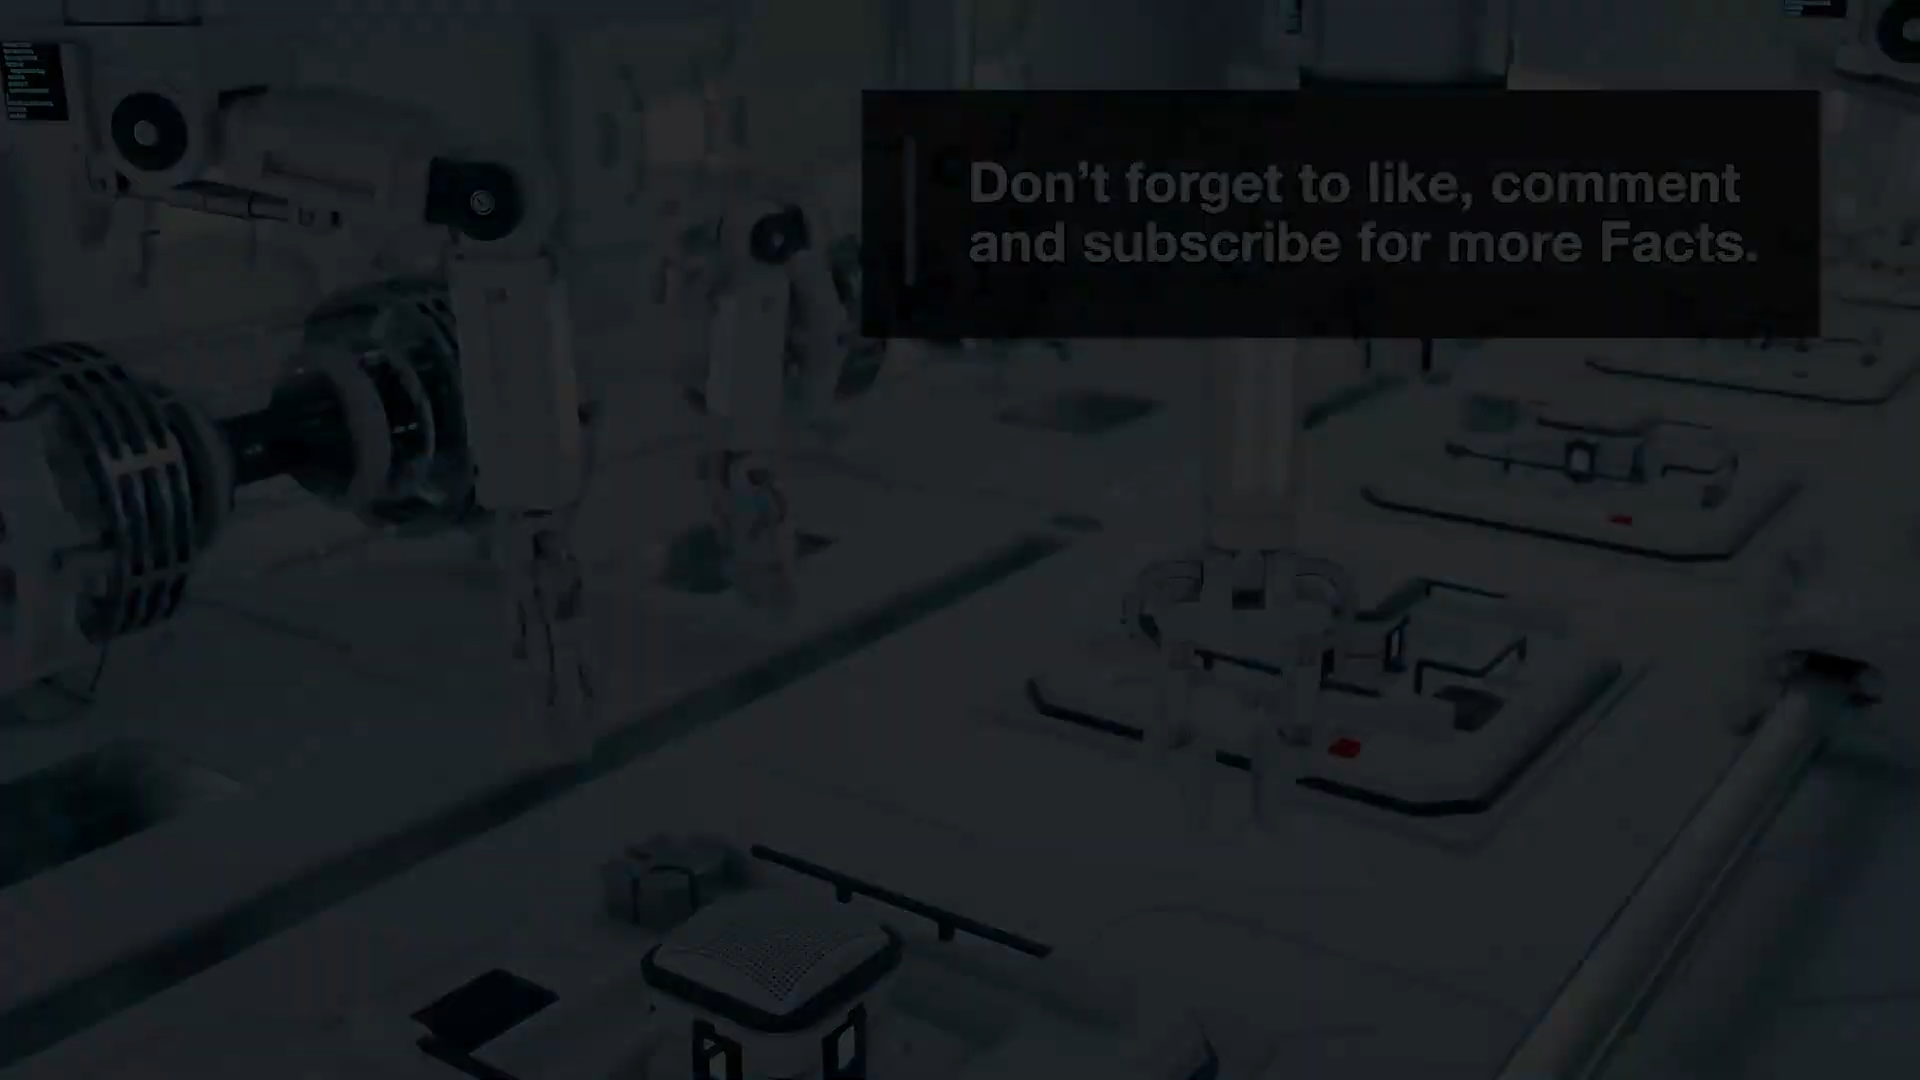 Don't forget to like, comment
and subscribe for more Facts.